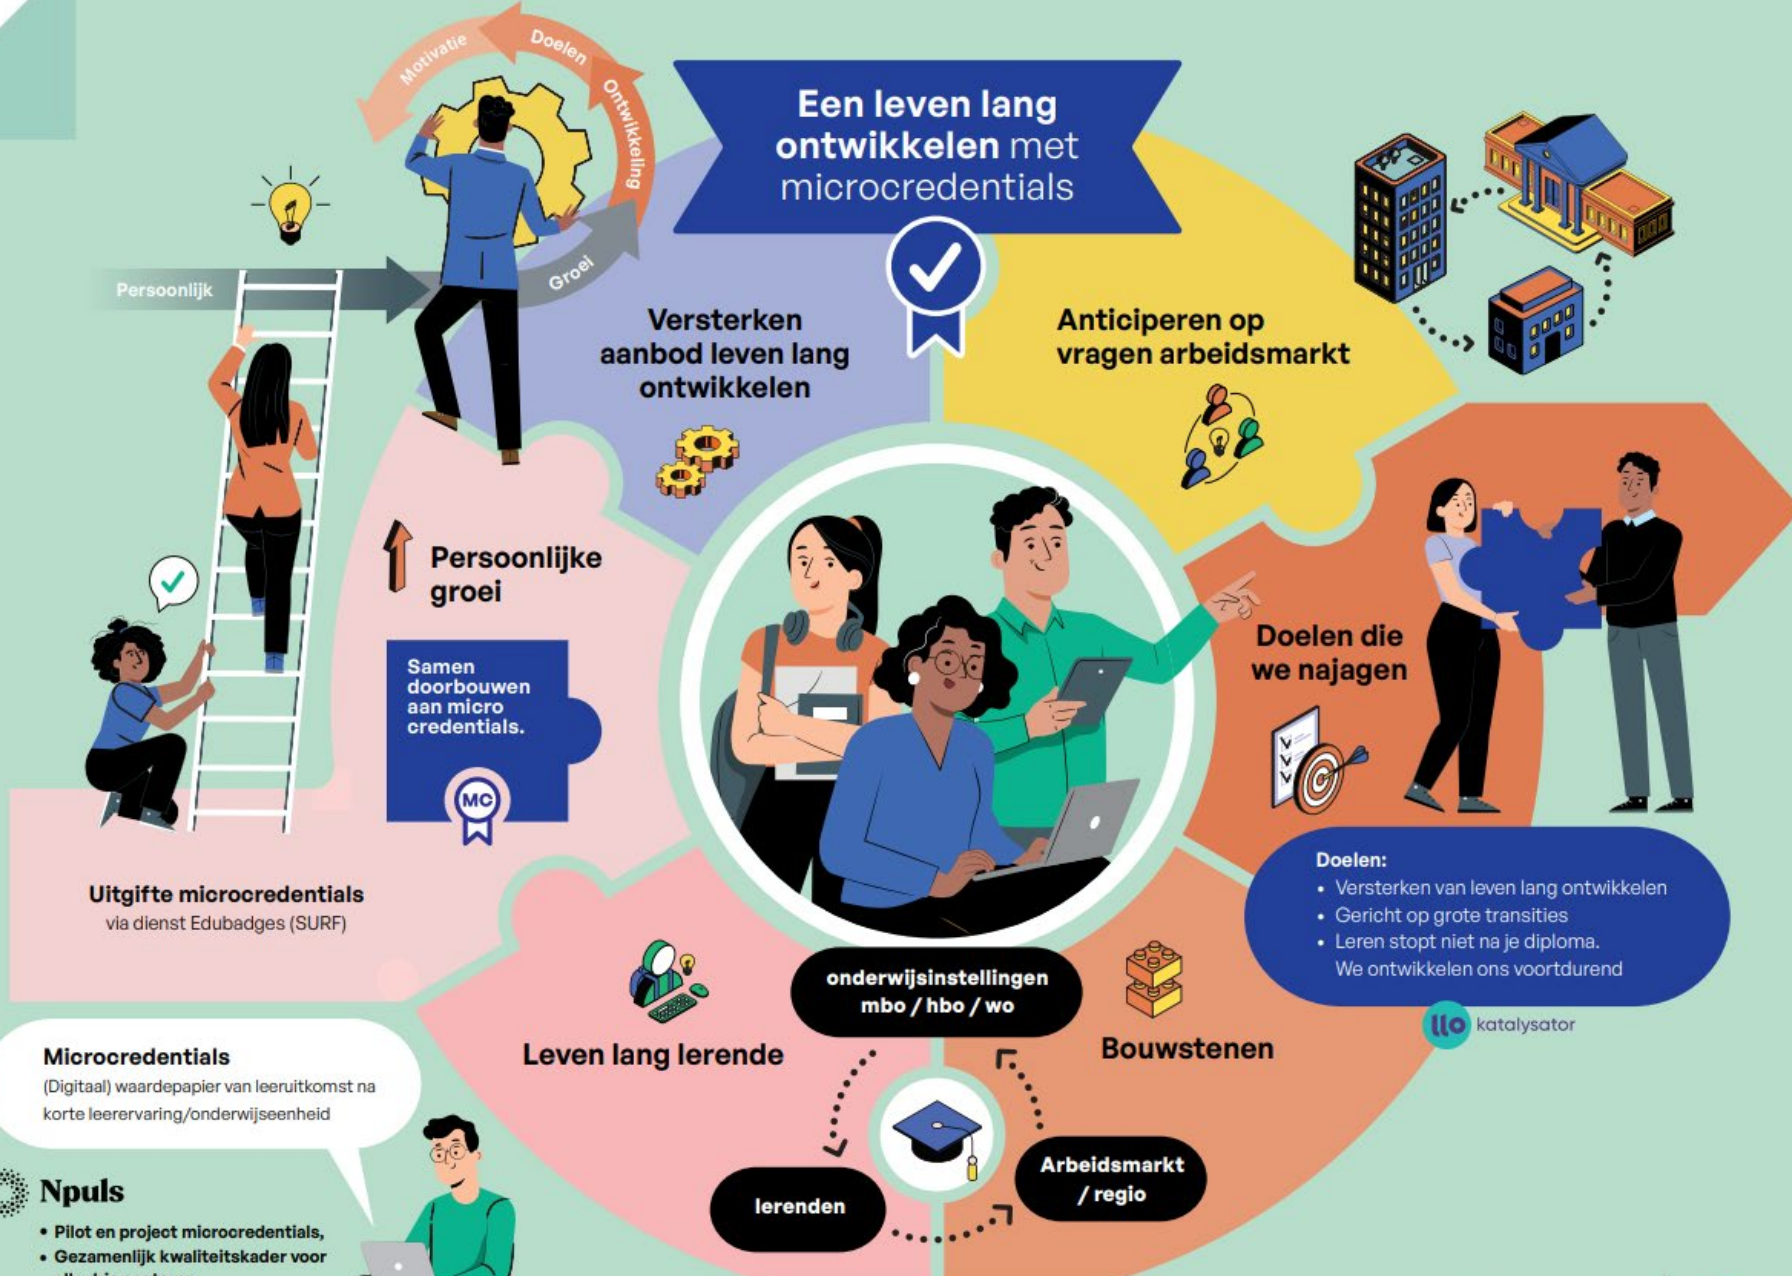 Een leven lang
ontwikkelen met
microcredentials
Motivatie
Doelen
Ontwikkeling
Groei
Persoonlijk
Versterken
aanbod leven lang
ontwikkelen
Anticiperen op
vragen arbeidsmarkt
Persoonlijke
groei
Samen
doorbouwen
aan micro
credentials.
MC
Doelen die
we najagen
Doelen:
• Versterken van leven lang ontwikkelen
• Gericht op grote transities
• Leren stopt niet na je diploma.
We ontwikkelen ons voortdurend
llo katalysator
Uitgifte microcredentials
via dienst Edubadges (SURF)
onderwijsinstellingen
mbo / hbo / wo
Leven lang lerende
Bouwstenen
lerenden
Arbeidsmarkt
/ regio
Microcredentials
(Digitaal) waardepapier van leeruitkomst na
korte leerervaring/onderwijseenheid
Npuls
• Pilot en project microcredentials,
• Gezamenlijk kwaliteitskader voor